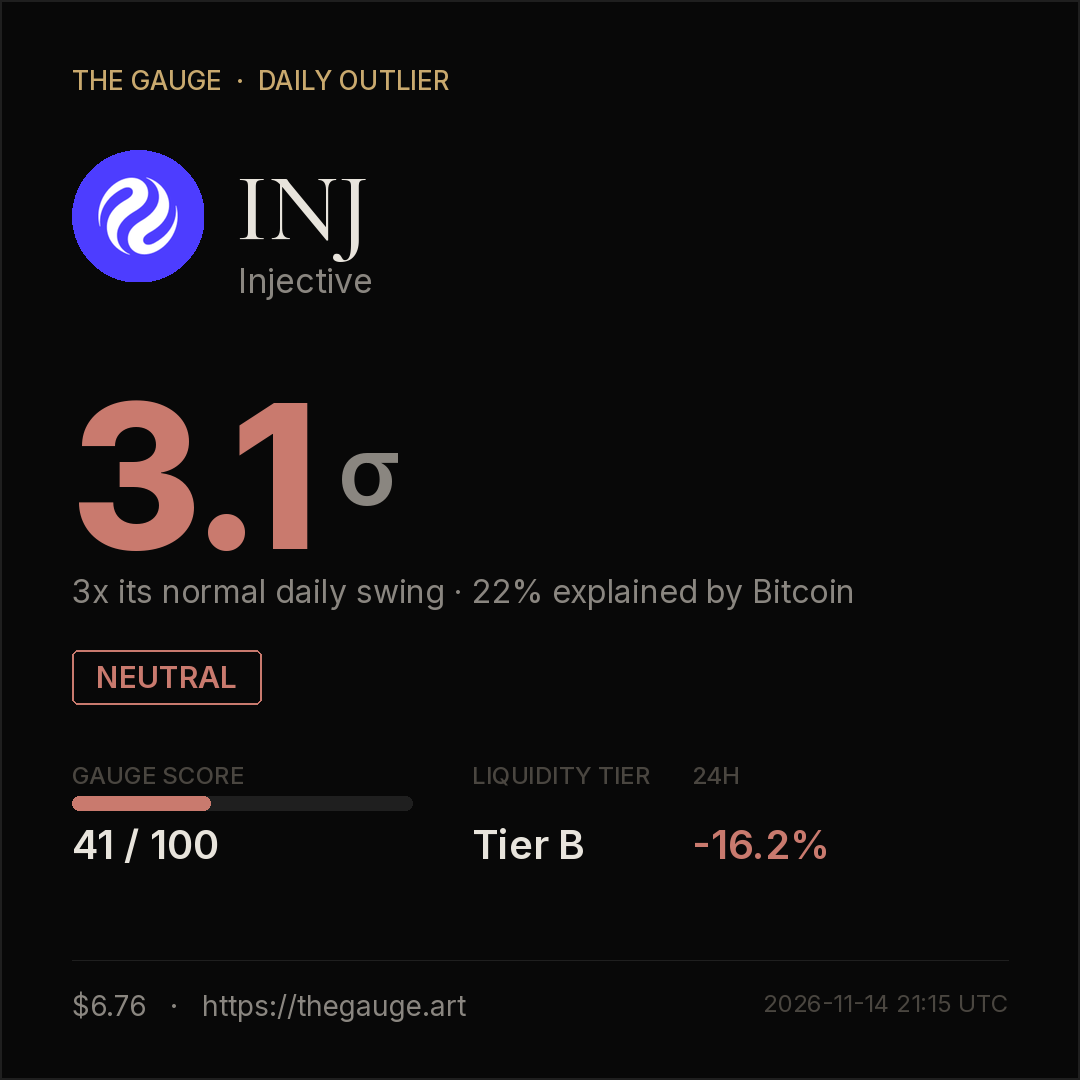 THE GAUGE · DAILY OUTLIER
INJ
Injective
3.1 σ
3x its normal daily swing · 22% explained by Bitcoin
NEUTRAL
GAUGE SCORE LIQUIDITY TIER 24H
41 / 100 Tier B -16.2%
$6.76 · https://thegauge.art 2026-11-14 21:15 UTC